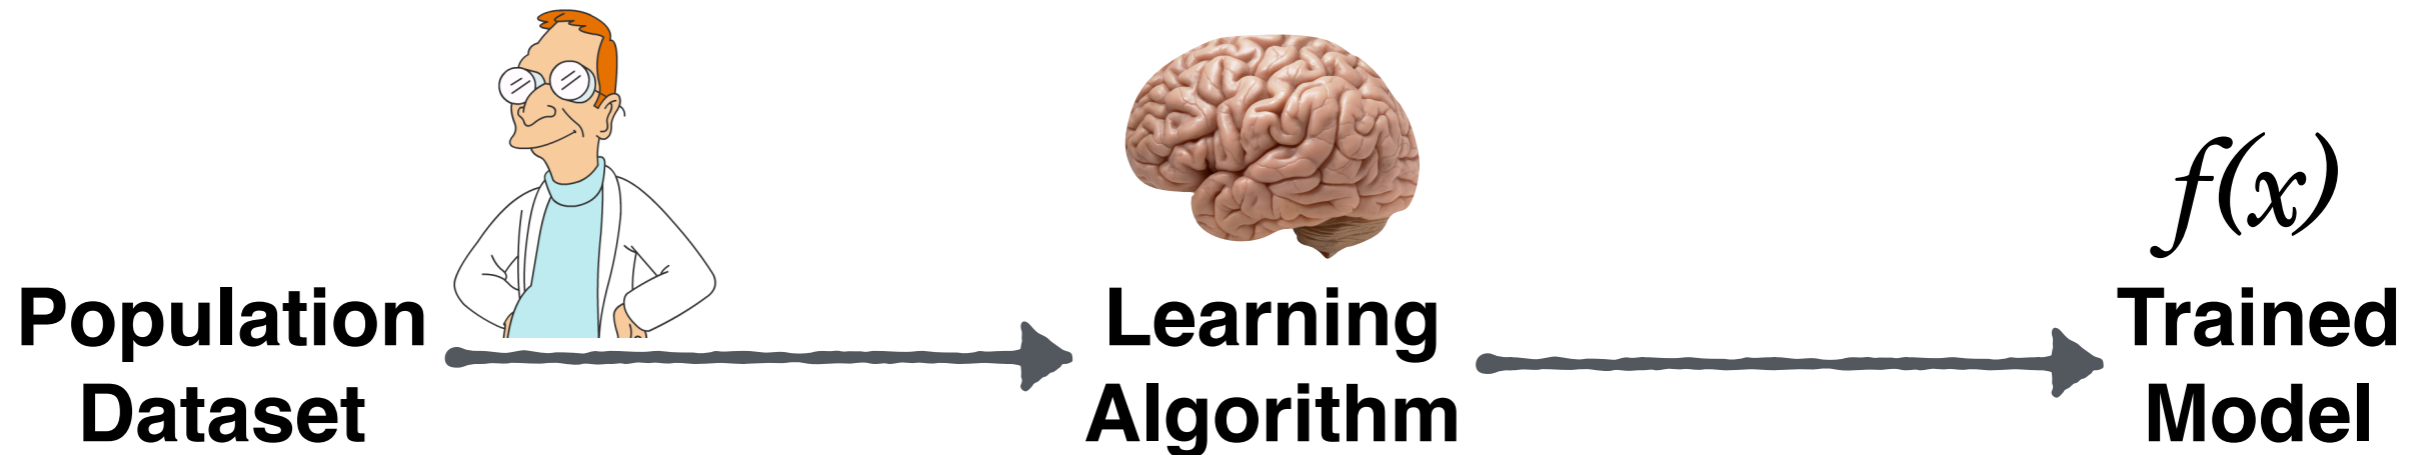 Population
Dataset
Learning
Algorithm
f(x)
Trained
Model